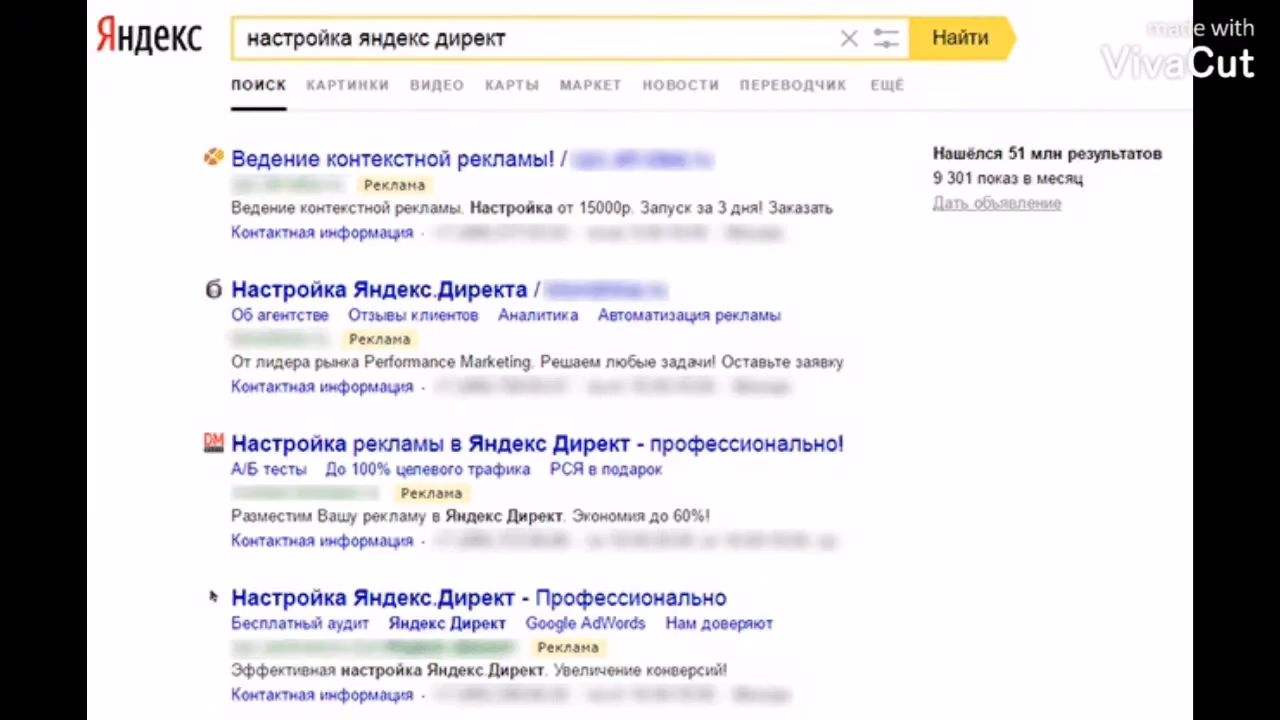 Яндекс
настройка яндекс директ
Найти
made with
VivaCut
ПОИСК КАРТИНКИ ВИДЕО КАРТЫ МАРКЕТ НОВОСТИ ПЕРЕВОДЧИК ЕЩЁ
Ведение контекстной рекламы! /
Реклама
Ведение контекстной рекламы. Настройка от 15000р. Запуск за 3 дня! Заказать
Контактная информация ·
Нашёлся 51 млн результатов
9 301 показ в месяц
Дать объявление
б Настройка Яндекс.Директа /
Об агентстве Отзывы клиентов Аналитика Автоматизация рекламы
Реклама
От лидера рынка Performance Marketing. Решаем любые задачи! Оставьте заявку
Контактная информация ·
DM Настройка рекламы в Яндекс Директ - профессионально!
А/Б тесты До 100% целевого трафика РСЯ в подарок
Реклама
Разместим Вашу рекламу в Яндекс Директ. Экономия до 60%!
Контактная информация ·
Настройка Яндекс.Директ - Профессионально
Бесплатный аудит Яндекс Директ Google AdWords Нам доверяют
Реклама
Эффективная настройка Яндекс.Директ. Увеличение конверсий!
Контактная информация ·